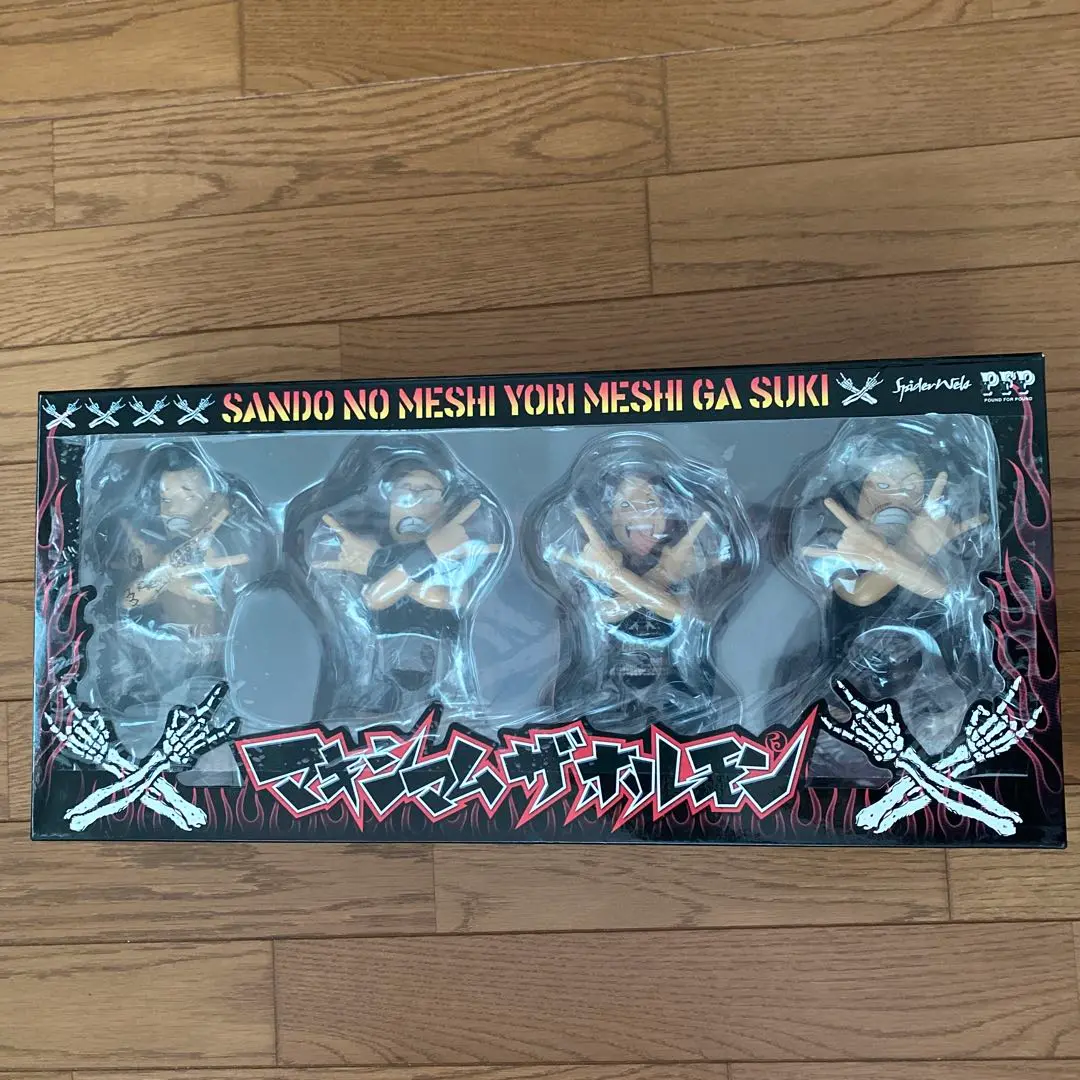 SANDO NO MESHI YORI MESHI GA SUKI
SpiderWeb
PFP
POUND FOR POUND
マキシマム ザ ホルモン